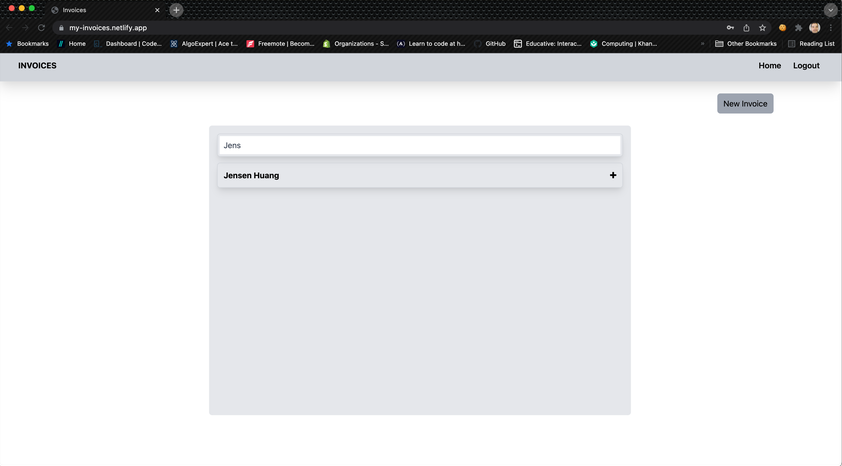 Invoices
my-invoices.netlify.app
Bookmarks Home Dashboard | Code... AlgoExpert | Ace t... Freemote | Becom... Organizations - S... Learn to code at h... GitHub Educative: Interac... Computing | Khan... » Other Bookmarks Reading List
INVOICES Home Logout
New Invoice
Jens
Jensen Huang +